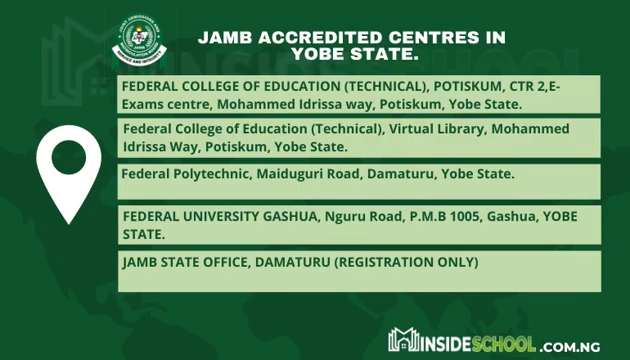 JAMB ACCREDITED CENTRES IN
YOBE STATE.
FEDERAL COLLEGE OF EDUCATION (TECHNICAL), POTISKUM, CTR 2,E-
Exams centre, Mohammed Idrissa way, Potiskum, Yobe State.
Federal College of Education (Technical), Virtual Library, Mohammed
Idrissa Way, Potiskum, Yobe State.
Federal Polytechnic, Maiduguri Road, Damaturu, Yobe State.
FEDERAL UNIVERSITY GASHUA, Nguru Road, P.M.B 1005, Gashua, YOBE
STATE.
JAMB STATE OFFICE, DAMATURU (REGISTRATION ONLY)
INSIDESCHOOL.COM.NG